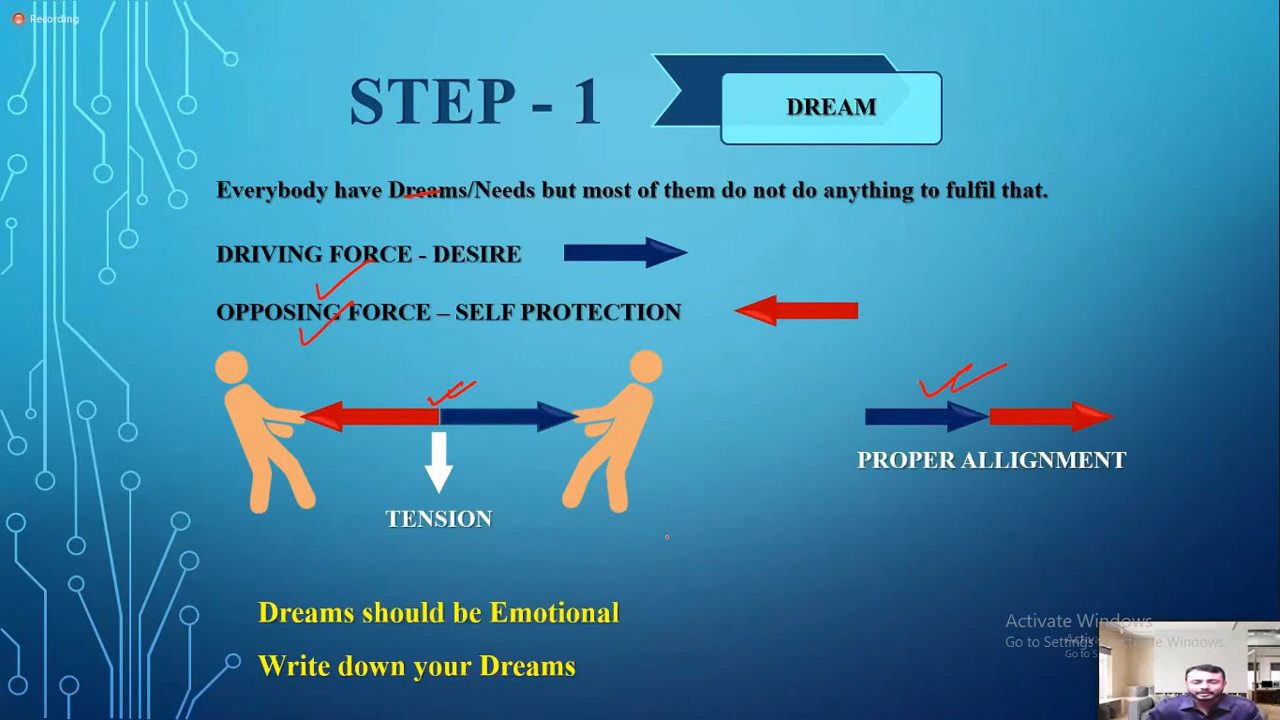 Recording
STEP - 1
DREAM
Everybody have Dreams/Needs but most of them do not do anything to fulfil that.
DRIVING FORCE - DESIRE
OPPOSING FORCE – SELF PROTECTION
PROPER ALLIGNMENT
TENSION
Dreams should be Emotional
Write down your Dreams
Activate Windows
Go to Settings Activate Windows.
Go to S